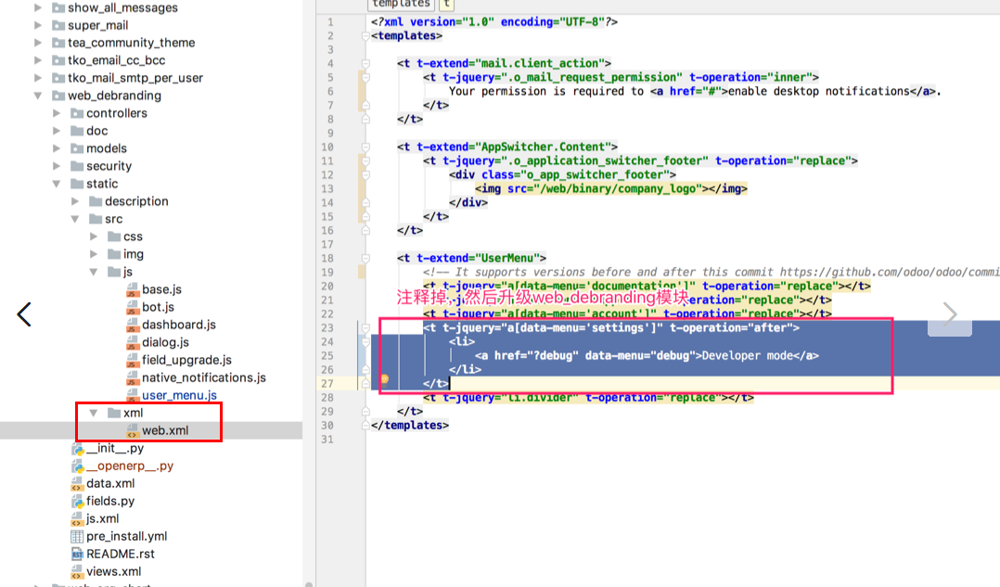 show_all_messages
super_mail
tea_community_theme
tko_email_cc_bcc
tko_mail_smtp_per_user
web_debranding
controllers
doc
models
security
static
description
src
css
img
js
base.js
bot.js
dashboard.js
dialog.js
field_upgrade.js
native_notifications.js
user_menu.js
xml
web.xml
__init__.py
__openerp__.py
data.xml
fields.py
js.xml
pre_install.yml
README.rst
views.xml
templates t
1 <?xml version="1.0" encoding="UTF-8"?>
2 <templates>
3
4 <t t-extend="mail.client_action">
5 <t t-jquery=".o_mail_request_permission" t-operation="inner">
6 Your permission is required to <a href="#">enable desktop notifications</a>.
7 </t>
8 </t>
9
10 <t t-extend="AppSwitcher.Content">
11 <t t-jquery=".o_application_switcher_footer" t-operation="replace">
12 <div class="o_app_switcher_footer">
13 <img src="/web/binary/company_logo"></img>
14 </div>
15 </t>
16 </t>
17
18 <t t-extend="UserMenu">
19 <!-- It supports versions before and after this commit https://github.com/odoo/odoo/commi
20 <t t-jquery="a[data-menu='documentation']" t-operation="replace"></t>
注释掉，然后升级web_debranding模块
21 <t t-operation="replace"></t>
22 <t t-jquery="a[data-menu='account']" t-operation="replace"></t>
23 <t t-jquery="a[data-menu='settings']" t-operation="after">
24 <li>
25 <a href="?debug" data-menu="debug">Developer mode</a>
26 </li>
27 </t>
28 <t t-jquery="li.divider" t-operation="replace"></t>
29 </t>
30 </templates>
31